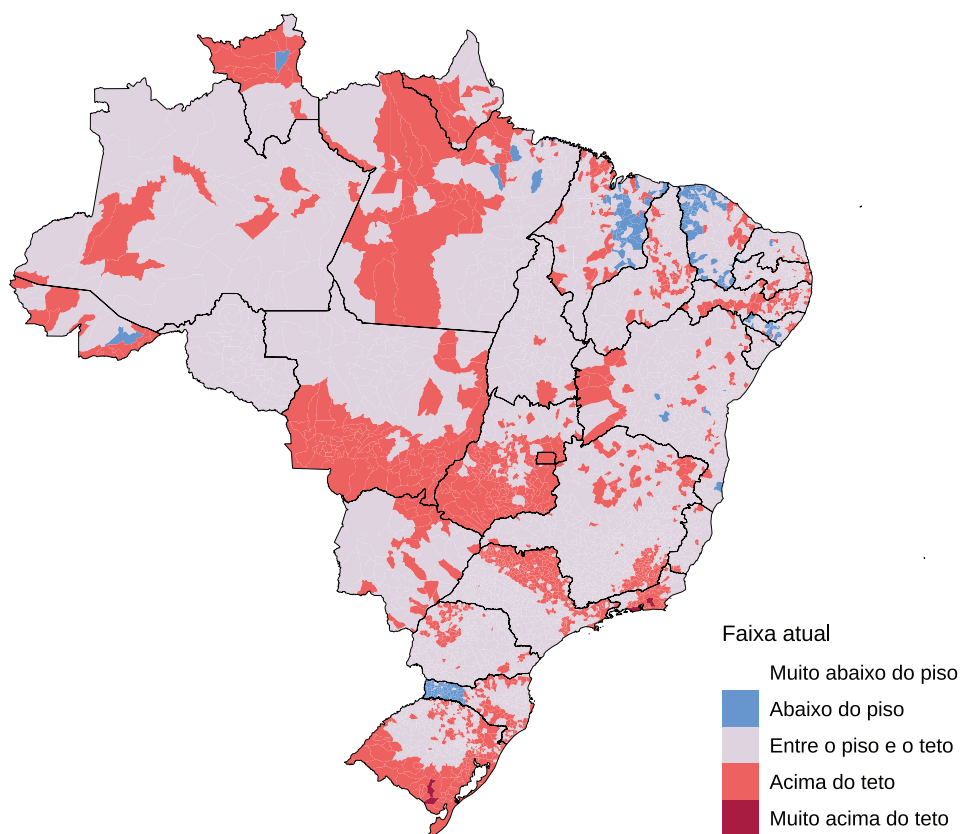 Faixa atual
Muito abaixo do piso
Abaixo do piso
Entre o piso e o teto
Acima do teto
Muito acima do teto